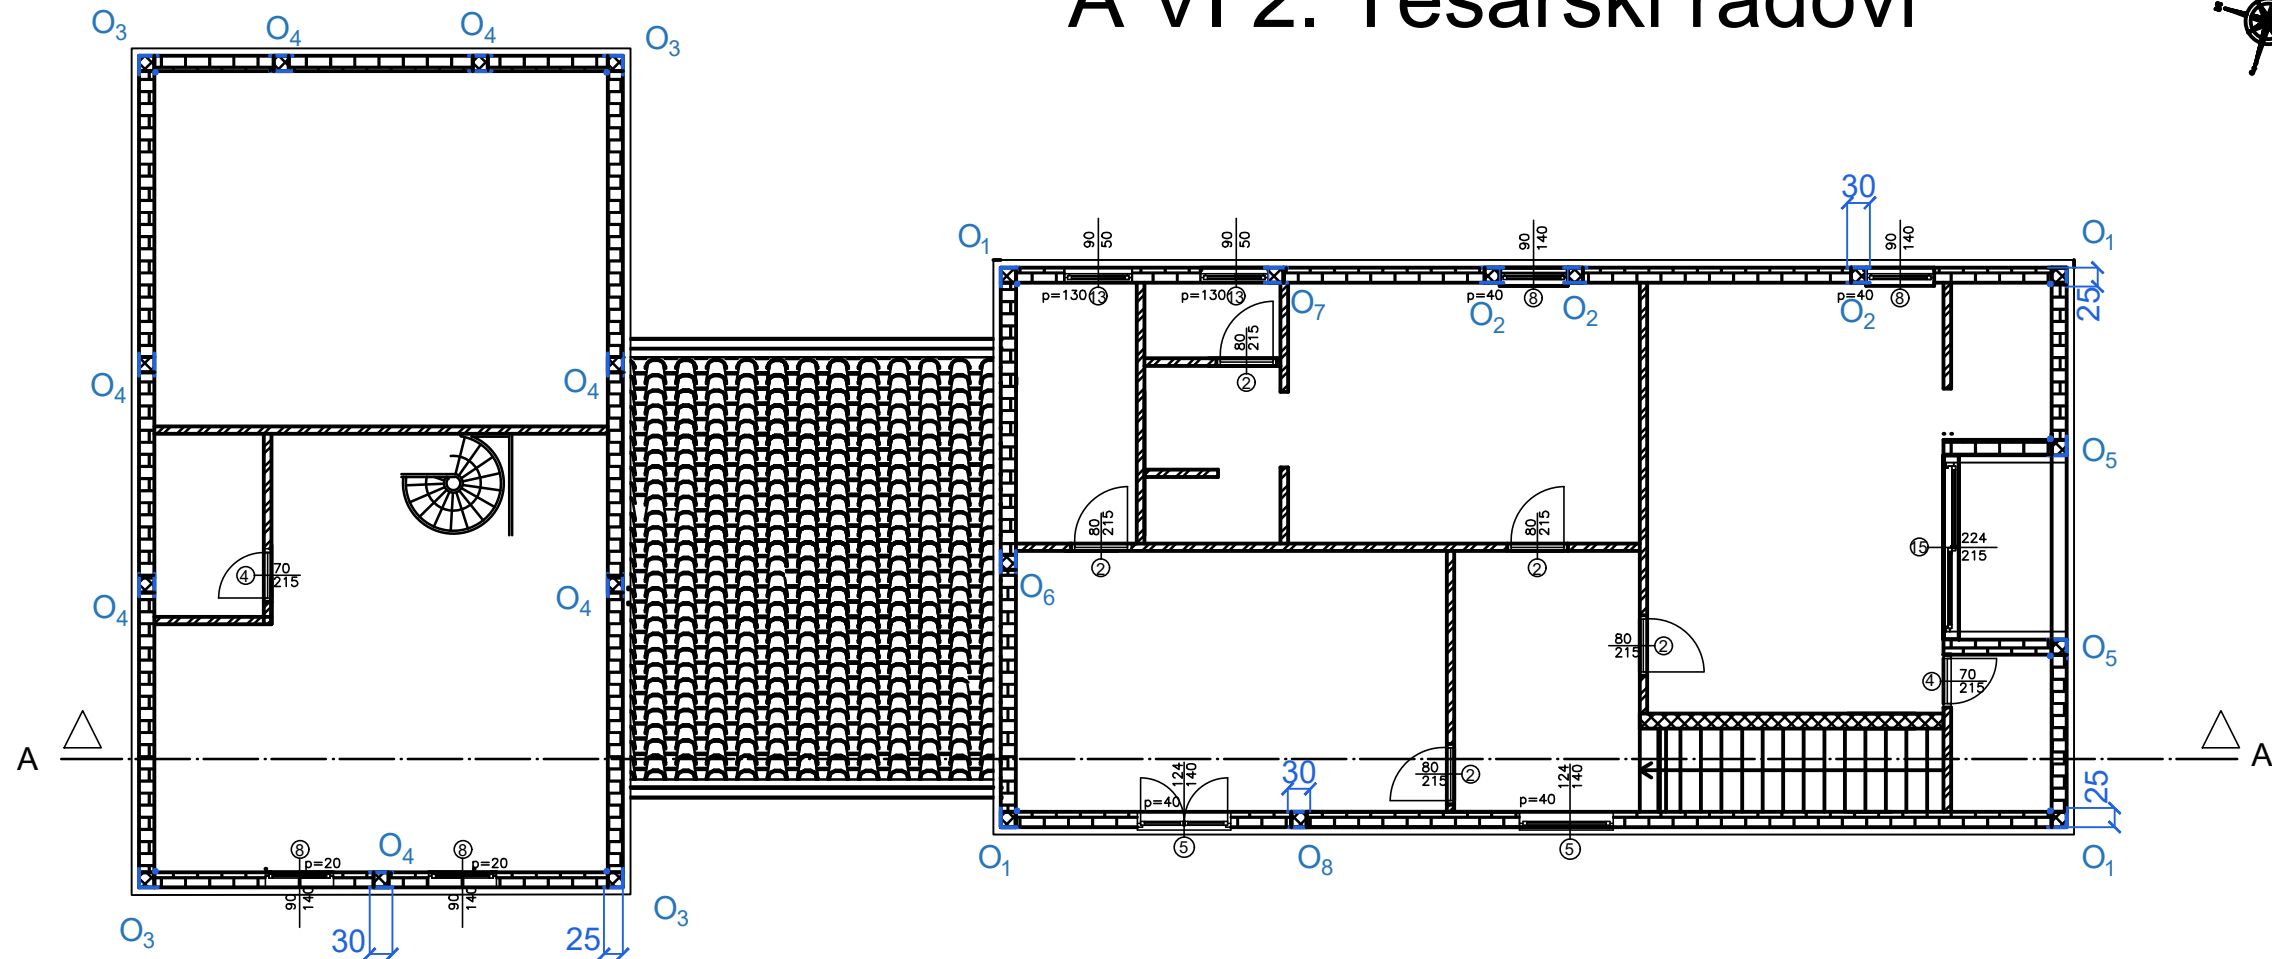 A VI 2. Tesarski radovi
O3
O4
O4
O3
30
O1
90
50
90
50
90
140
90
140
O1
25
p=130
13
p=130
13
O7
p=40
8
O2
O2
p=40
8
O2
80
215
2
O4
O4
O5
80
215
2
80
215
2
15
224
215
4
70
215
O6
O4
O4
80
215
2
O5
4
70
215
A
A
124
140
p=40
5
30
80
215
2
124
140
p=40
5
25
O4
8
p=20
8
p=20
90
140
90
140
O1
O8
O1
O3
O3
30
25